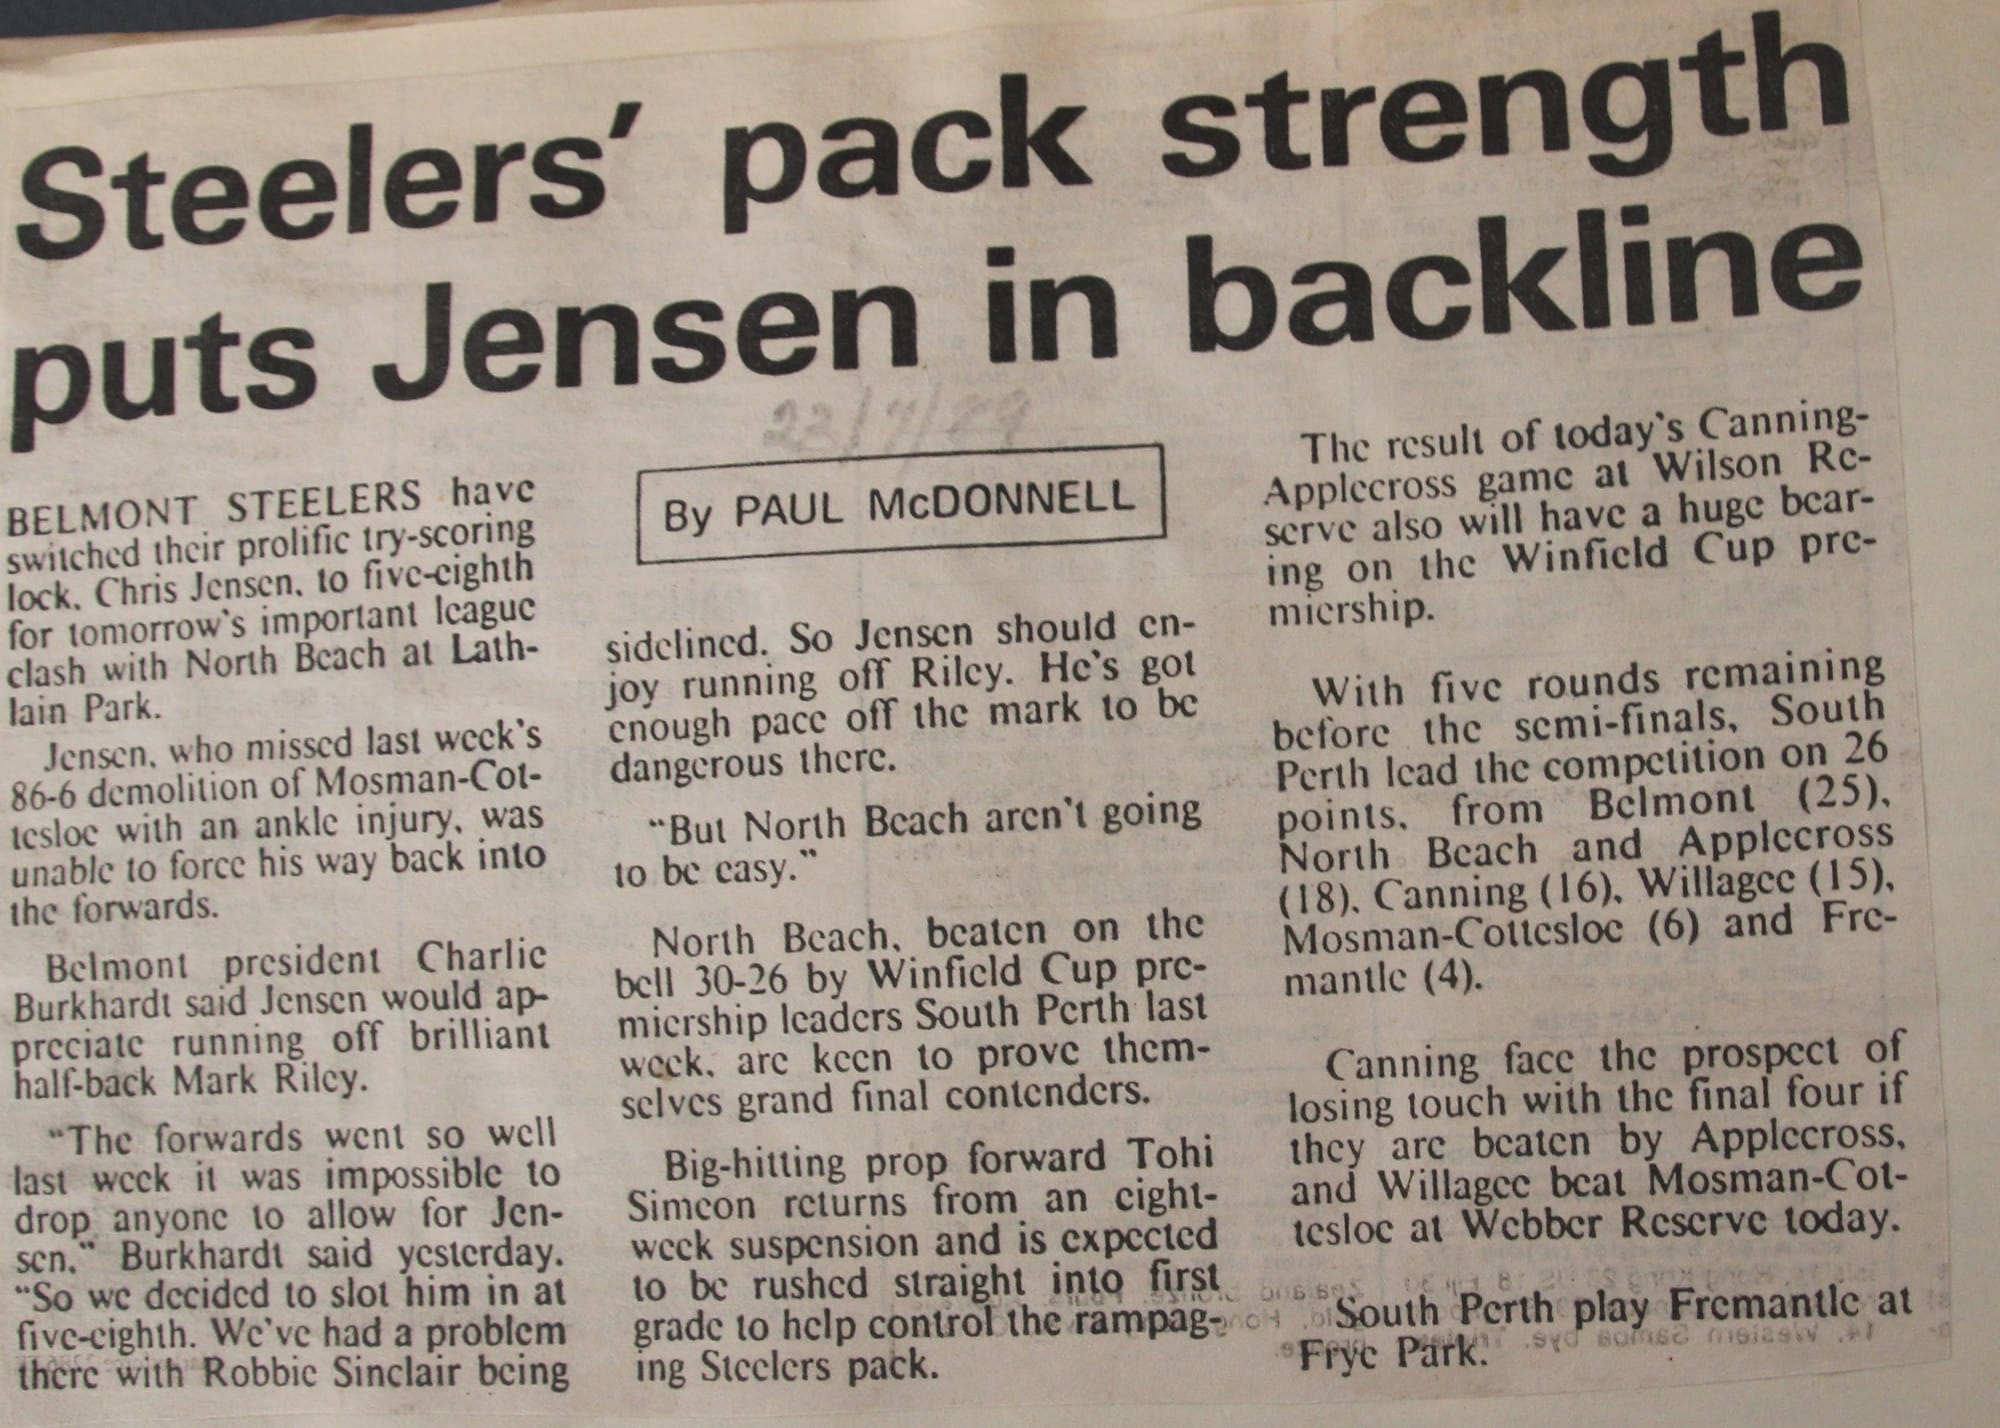 Steelers’ pack strength
puts Jensen in backline
22/7/89
By PAUL McDONNELL
BELMONT STEELERS have
switched their prolific try-scoring
lock, Chris Jensen, to five-eighth
for tomorrow’s important league
clash with North Beach at Lath-
lain Park.
Jensen, who missed last week’s
86-6 demolition of Mosman-Cot-
tesloe with an ankle injury, was
unable to force his way back into
the forwards.
Belmont president Charlie
Burkhardt said Jensen would ap-
preciate running off brilliant
half-back Mark Riley.
“The forwards went so well
last week it was impossible to
drop anyone to allow for Jen-
sen,” Burkhardt said yesterday.
“So we decided to slot him in at
five-eighth. We’ve had a problem
there with Robbie Sinclair being
sidelined. So Jensen should en-
joy running off Riley. He’s got
enough pace off the mark to be
dangerous there.
“But North Beach aren’t going
to be easy.”
North Beach, beaten on the
bell 30-26 by Winfield Cup pre-
miership leaders South Perth last
week, are keen to prove them-
selves grand final contenders.
Big-hitting prop forward Tohi
Simeon returns from an eight-
week suspension and is expected
to be rushed straight into first
grade to help control the rampag-
ing Steelers pack.
The result of today’s Canning-
Applecross game at Wilson Re-
serve also will have a huge bear-
ing on the Winfield Cup pre-
miership.
With five rounds remaining
before the semi-finals, South
Perth lead the competition on 26
points, from Belmont (25),
North Beach and Applecross
(18), Canning (16), Willagee (15),
Mosman-Cottesloe (6) and Fre-
mantle (4).
Canning face the prospect of
losing touch with the final four if
they are beaten by Applecross,
and Willagee beat Mosman-Cot-
tesloe at Webber Reserve today.
South Perth play Fremantle at
Frye Park.